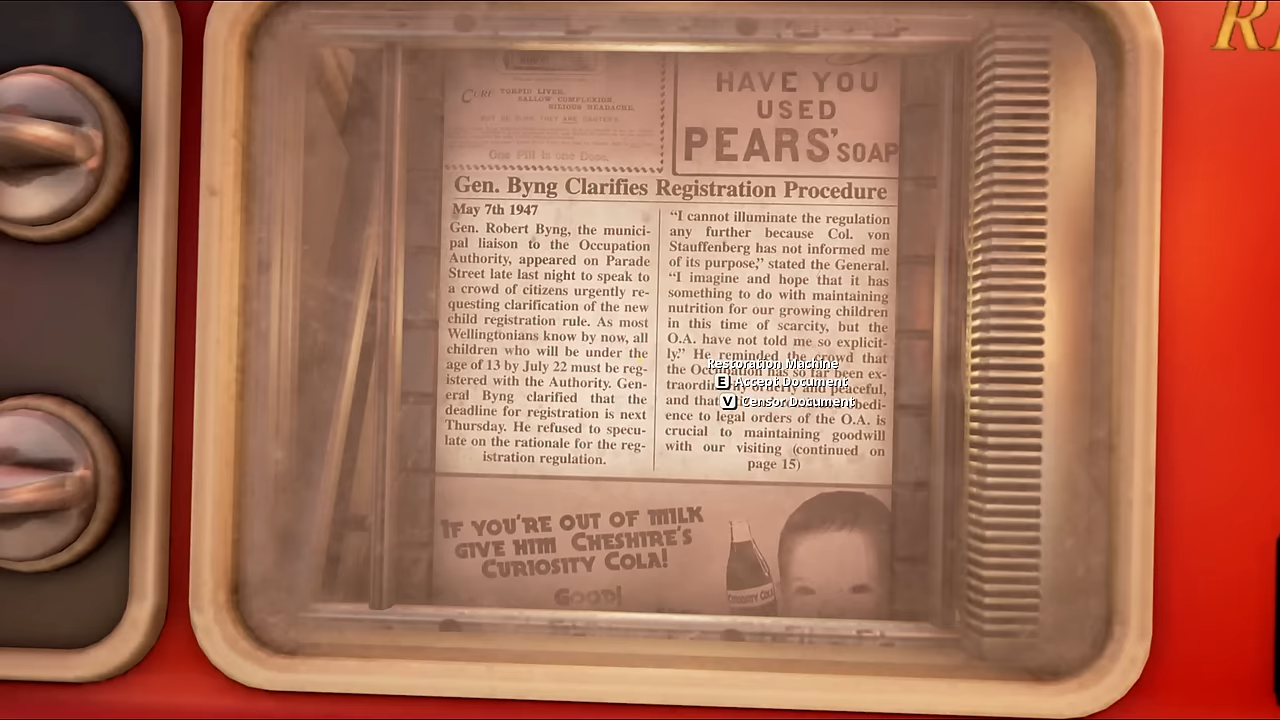 CURE TORPID LIVER,
SALLOW COMPLEXION
BILIOUS HEADACHE.
One Pill is one Dose.
HAVE YOU
USED
PEARS' SOAP
Gen. Byng Clarifies Registration Procedure
May 7th 1947
Gen. Robert Byng, the munici-
pal liaison to the Occupation
Authority, appeared on Parade
Street late last night to speak to
a crowd of citizens urgently re-
questing clarification of the new
child registration rule. As most
Wellingtonians know by now, all
children who will be under the
age of 13 by July 22 must be reg-
istered with the Authority. Gen-
eral Byng clarified that the
deadline for registration is next
Thursday. He refused to specu-
late on the rationale for the reg-
istration regulation.
“I cannot illuminate the regulation
any further because Col. von
Stauffenberg has not informed me
of its purpose,” stated the General.
“I imagine and hope that it has
something to do with maintaining
nutrition for our growing children
in this time of scarcity, but the
O.A. have not told me so explicit-
ly.” He reminded the crowd that
the Occupation has so far been ex-
traordinarily orderly and peaceful,
and that obedi-
ence to legal orders of the O.A. is
crucial to maintaining goodwill
with our visiting (continued on
page 15)
Restoration Machine
E Accept Document
V Censor Document
IF YOU'RE OUT OF MILK
GIVE HIM CHESHIRE'S
CURIOSITY COLA!
GOOD!
CURIOSITY COLA
R